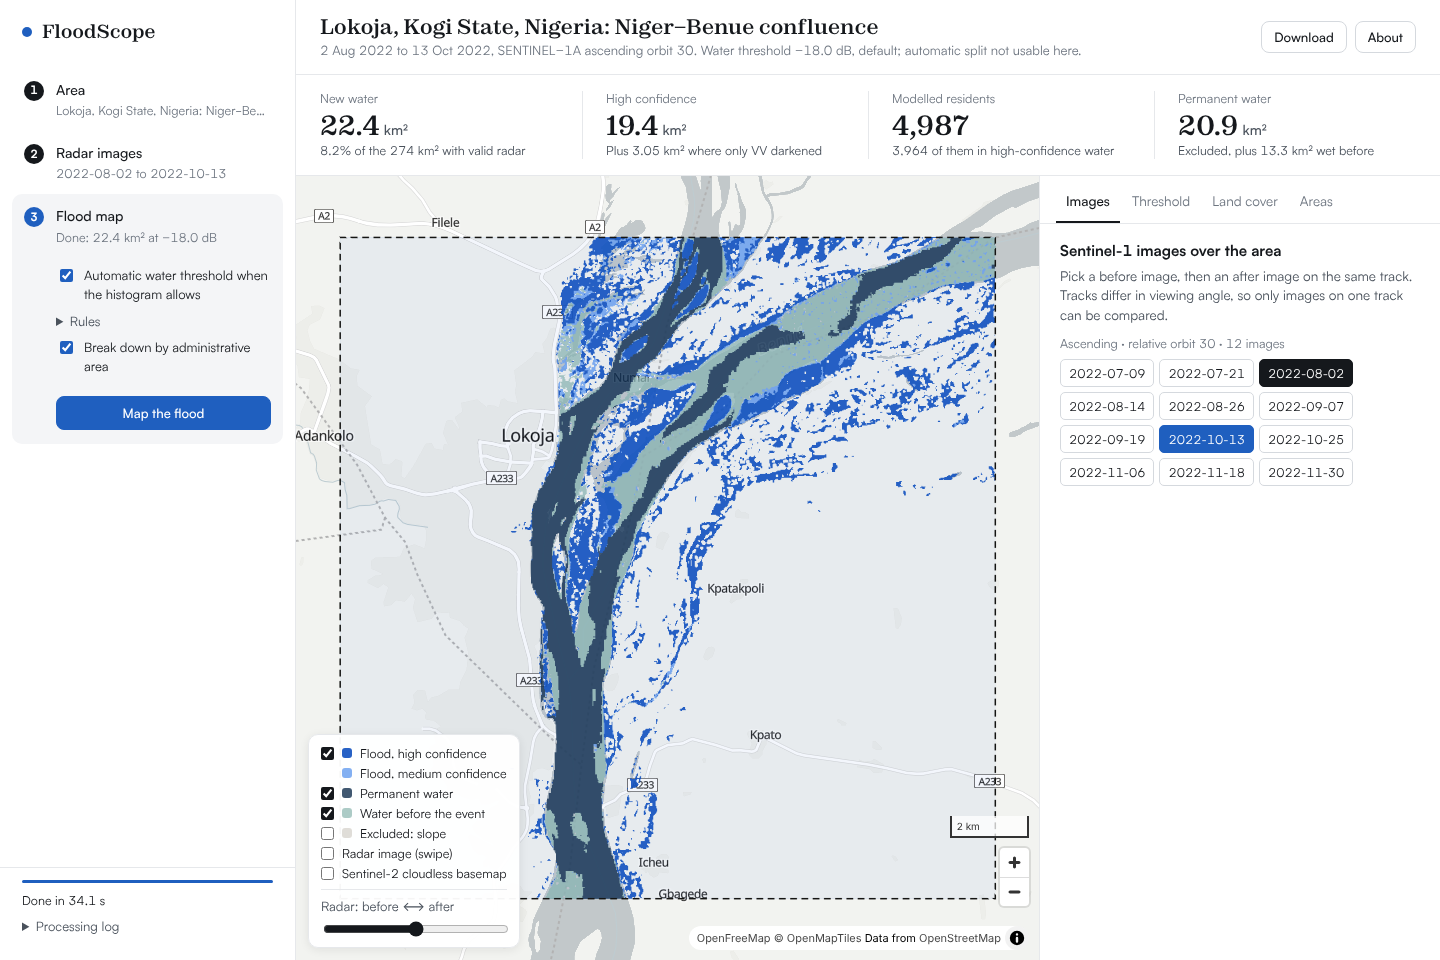 FloodScope
1 Area
Lokoja, Kogi State, Nigeria: Niger–Be...
2 Radar images
2022-08-02 to 2022-10-13
3 Flood map
Done: 22.4 km² at −18.0 dB
Automatic water threshold when
the histogram allows
Rules
Break down by administrative
area
Map the flood
Done in 34.1 s
Processing log
Lokoja, Kogi State, Nigeria: Niger–Benue confluence
2 Aug 2022 to 13 Oct 2022, SENTINEL-1A ascending orbit 30. Water threshold −18.0 dB, default; automatic split not usable here.
Download
About
New water
22.4 km²
8.2% of the 274 km² with valid radar
High confidence
19.4 km²
Plus 3.05 km² where only VV darkened
Modelled residents
4,987
3,964 of them in high-confidence water
Permanent water
20.9 km²
Excluded, plus 13.3 km² wet before
A2
Filele
A2
A23
Adankolo
Lokoja
A233
Kpatakpoli
A233
Kpato
A233
A233
Icheu
Gbagede
2 km
+
−
Flood, high confidence
Flood, medium confidence
Permanent water
Water before the event
Excluded: slope
Radar image (swipe)
Sentinel-2 cloudless basemap
Radar: before ⟷ after
OpenFreeMap © OpenMapTiles Data from OpenStreetMap
Images
Threshold
Land cover
Areas
Sentinel-1 images over the area
Pick a before image, then an after image on the same track.
Tracks differ in viewing angle, so only images on one track
can be compared.
Ascending · relative orbit 30 · 12 images
2022-07-09 2022-07-21 2022-08-02
2022-08-14 2022-08-26 2022-09-07
2022-09-19 2022-10-13 2022-10-25
2022-11-06 2022-11-18 2022-11-30